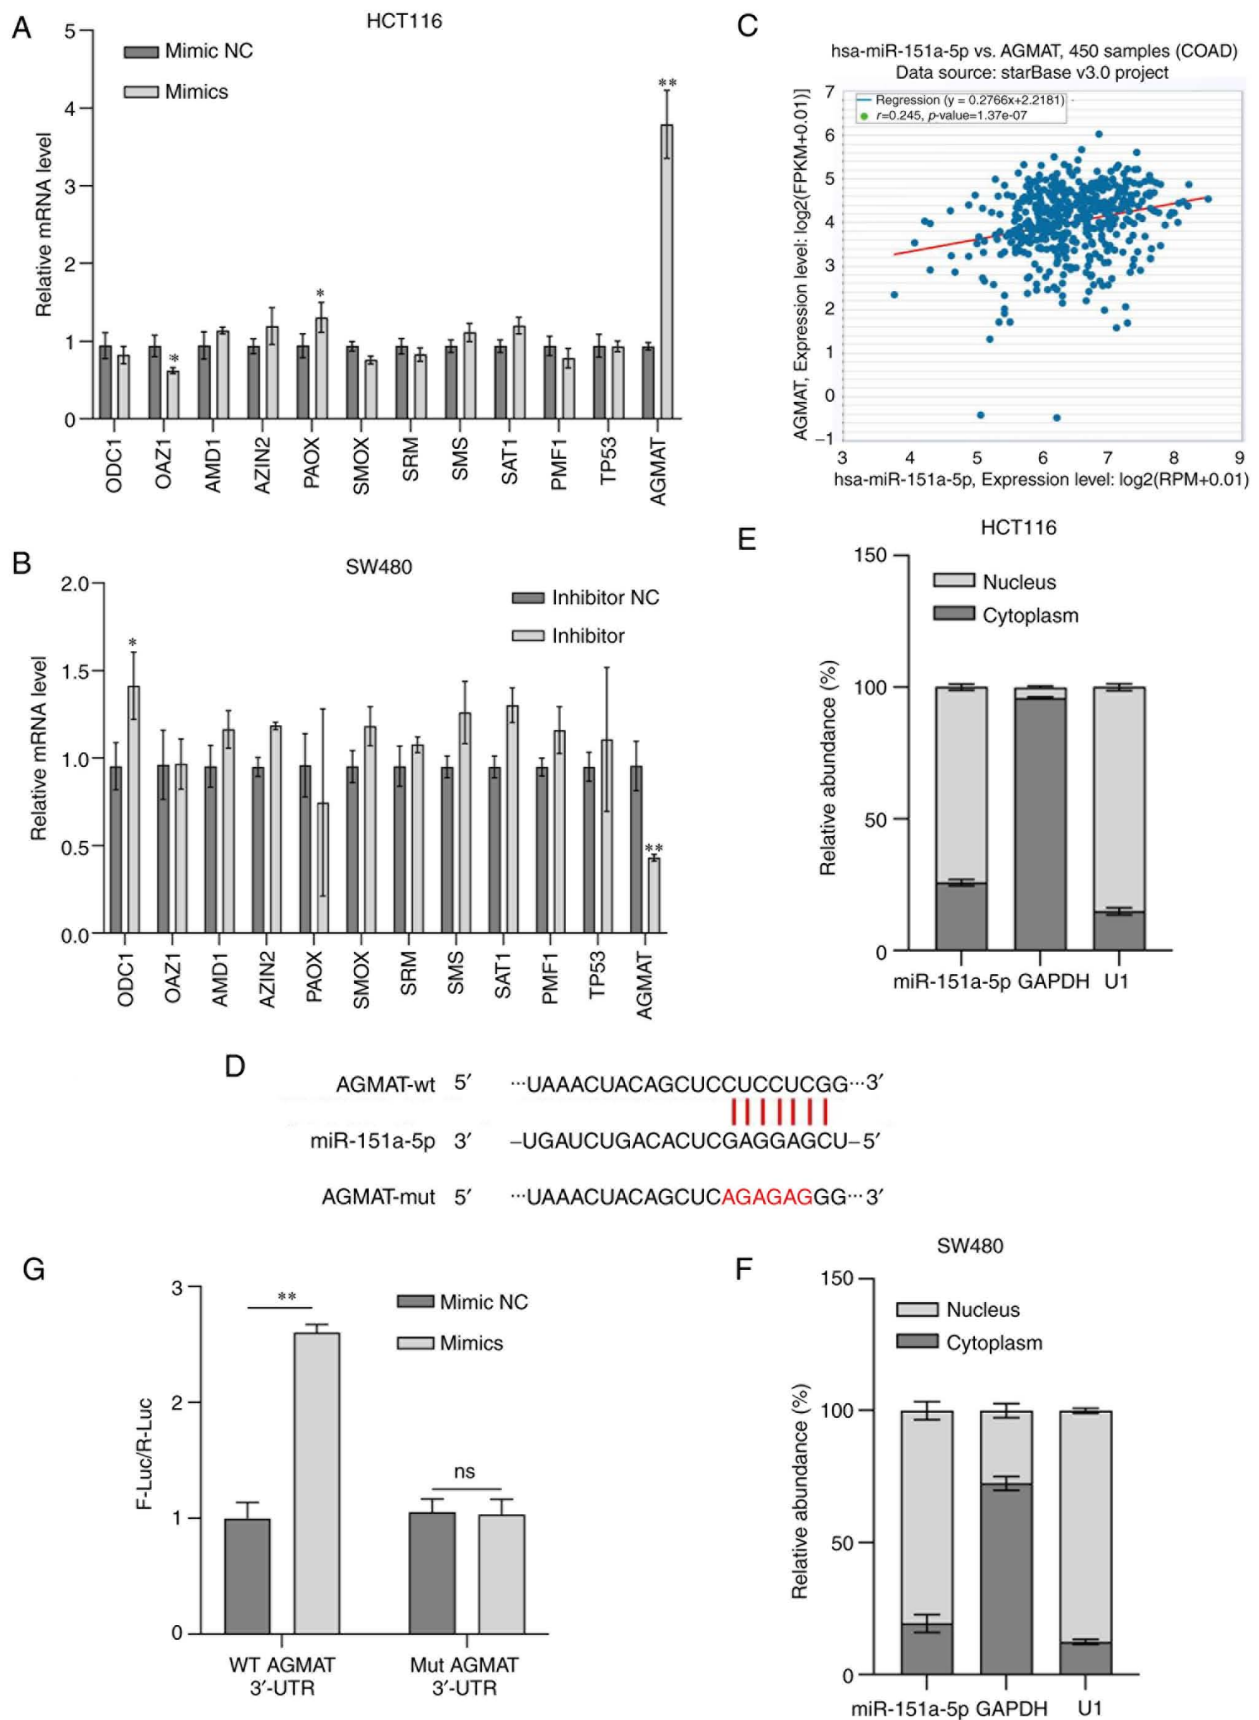 A
HCT116
Mimic NC
Mimics
Relative mRNA level
5
4
3
2
1
0
*
*
**
ODC1
OAZ1
AMD1
AZIN2
PAOX
SMOX
SRM
SMS
SAT1
PMF1
TP53
AGMAT
B
SW480
Inhibitor NC
Inhibitor
Relative mRNA level
2.0
1.5
1.0
0.5
0.0
*
**
ODC1
OAZ1
AMD1
AZIN2
PAOX
SMOX
SRM
SMS
SAT1
PMF1
TP53
AGMAT
C
hsa-miR-151a-5p vs. AGMAT, 450 samples (COAD)
Data source: starBase v3.0 project
Regression (y = 0.2766x+2.2181)
r=0.245, p-value=1.37e-07
AGMAT, Expression level: log2(FPKM+0.01)]
7
6
5
4
3
2
1
0
−1
3 4 5 6 7 8 9
hsa-miR-151a-5p, Expression level: log2(RPM+0.01)
E
HCT116
Nucleus
Cytoplasm
Relative abundance (%)
150
100
50
0
miR-151a-5p GAPDH U1
D
AGMAT-wt 5′ ···UAAACUACAGCUCCUCCUCGG···3′
miR-151a-5p 3′ –UGAUCUGACACUCGAGGAGCU–5′
AGMAT-mut 5′ ···UAAACUACAGCUCAGAGAGGG···3′
G
Mimic NC
Mimics
F-Luc/R-Luc
3
2
1
0
**
ns
WT AGMAT
3′-UTR
Mut AGMAT
3′-UTR
F
SW480
Nucleus
Cytoplasm
Relative abundance (%)
150
100
50
0
miR-151a-5p GAPDH U1